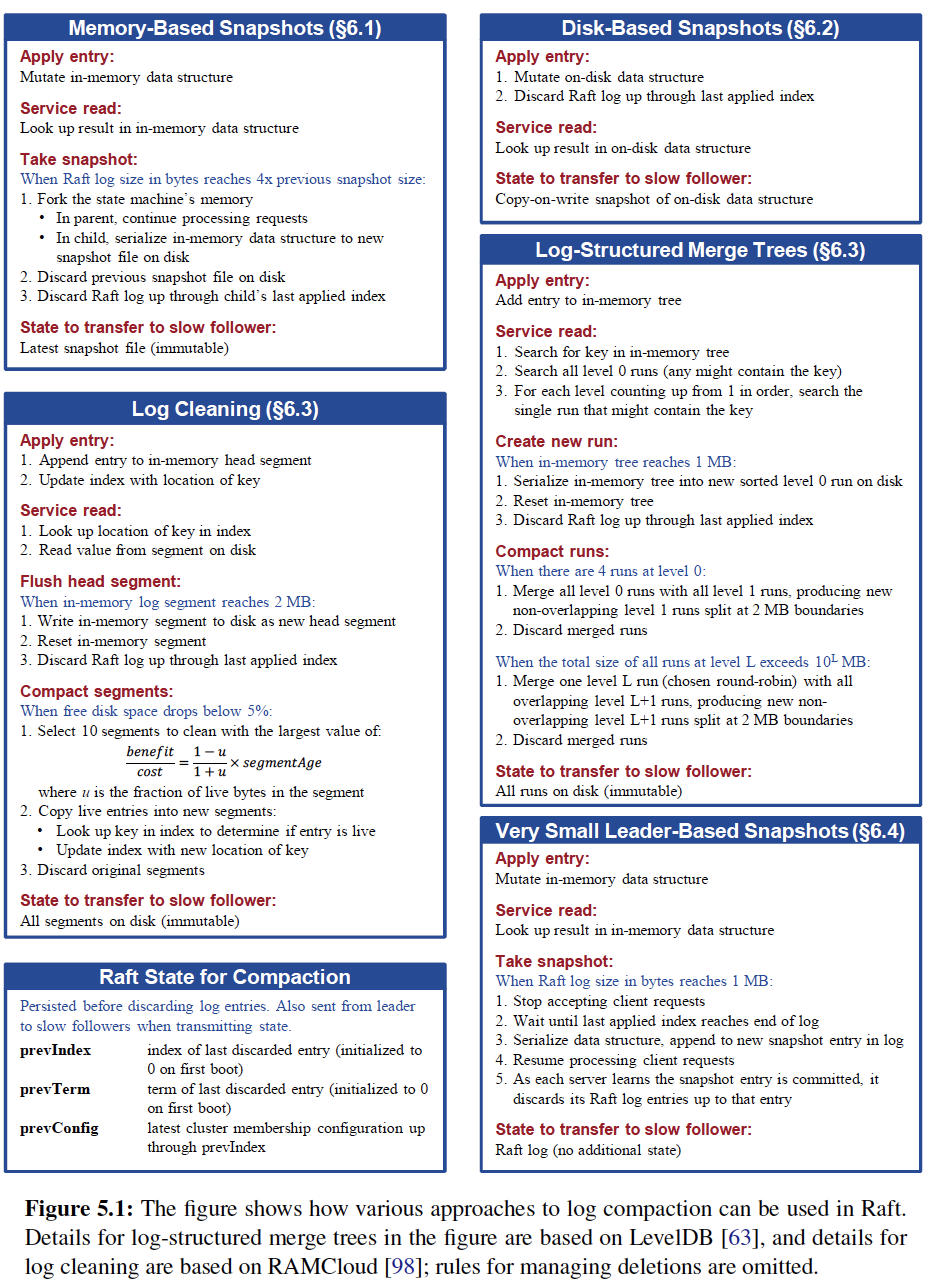 Memory-Based Snapshots (§6.1)
Apply entry:
Mutate in-memory data structure
Service read:
Look up result in in-memory data structure
Take snapshot:
When Raft log size in bytes reaches 4x previous snapshot size:
1. Fork the state machine's memory
• In parent, continue processing requests
• In child, serialize in-memory data structure to new
snapshot file on disk
2. Discard previous snapshot file on disk
3. Discard Raft log up through child's last applied index
State to transfer to slow follower:
Latest snapshot file (immutable)
Log Cleaning (§6.3)
Apply entry:
1. Append entry to in-memory head segment
2. Update index with location of key
Service read:
1. Look up location of key in index
2. Read value from segment on disk
Flush head segment:
When in-memory log segment reaches 2 MB:
1. Write in-memory segment to disk as new head segment
2. Reset in-memory segment
3. Discard Raft log up through last applied index
Compact segments:
When free disk space drops below 5%:
1. Select 10 segments to clean with the largest value of:
benefit/cost = (1 − u)/(1 + u) × segmentAge
where u is the fraction of live bytes in the segment
2. Copy live entries into new segments:
• Look up key in index to determine if entry is live
• Update index with new location of key
3. Discard original segments
State to transfer to slow follower:
All segments on disk (immutable)
Raft State for Compaction
Persisted before discarding log entries. Also sent from leader
to slow followers when transmitting state.
prevIndex index of last discarded entry (initialized to
0 on first boot)
prevTerm term of last discarded entry (initialized to 0
on first boot)
prevConfig latest cluster membership configuration up
through prevIndex
Disk-Based Snapshots (§6.2)
Apply entry:
1. Mutate on-disk data structure
2. Discard Raft log up through last applied index
Service read:
Look up result in on-disk data structure
State to transfer to slow follower:
Copy-on-write snapshot of on-disk data structure
Log-Structured Merge Trees (§6.3)
Apply entry:
Add entry to in-memory tree
Service read:
1. Search for key in in-memory tree
2. Search all level 0 runs (any might contain the key)
3. For each level counting up from 1 in order, search the
single run that might contain the key
Create new run:
When in-memory tree reaches 1 MB:
1. Serialize in-memory tree into new sorted level 0 run on disk
2. Reset in-memory tree
3. Discard Raft log up through last applied index
Compact runs:
When there are 4 runs at level 0:
1. Merge all level 0 runs with all level 1 runs, producing new
non-overlapping level 1 runs split at 2 MB boundaries
2. Discard merged runs
When the total size of all runs at level L exceeds 10^L MB:
1. Merge one level L run (chosen round-robin) with all
overlapping level L+1 runs, producing new non-
overlapping level L+1 runs split at 2 MB boundaries
2. Discard merged runs
State to transfer to slow follower:
All runs on disk (immutable)
Very Small Leader-Based Snapshots (§6.4)
Apply entry:
Mutate in-memory data structure
Service read:
Look up result in in-memory data structure
Take snapshot:
When Raft log size in bytes reaches 1 MB:
1. Stop accepting client requests
2. Wait until last applied index reaches end of log
3. Serialize data structure, append to new snapshot entry in log
4. Resume processing client requests
5. As each server learns the snapshot entry is committed, it
discards its Raft log entries up to that entry
State to transfer to slow follower:
Raft log (no additional state)
Figure 5.1: The figure shows how various approaches to log compaction can be used in Raft.
Details for log-structured merge trees in the figure are based on LevelDB [63], and details for
log cleaning are based on RAMCloud [98]; rules for managing deletions are omitted.